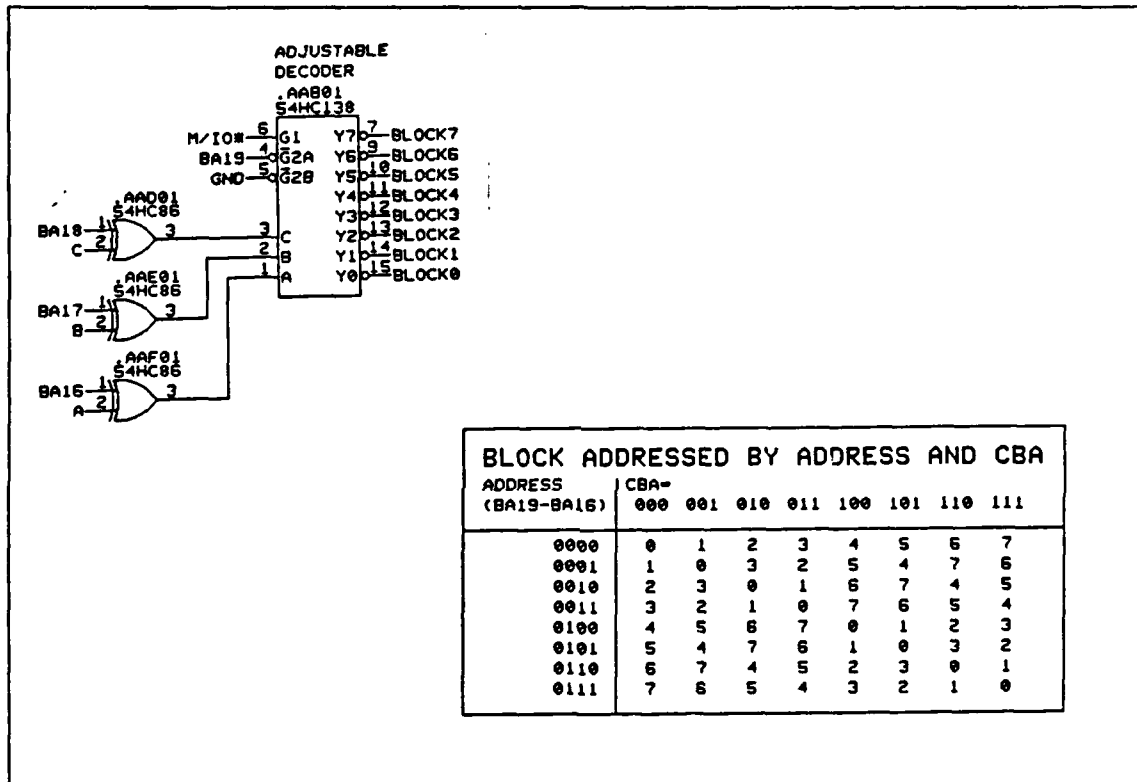 ADJUSTABLE
DECODER
.AAB01
54HC138
M/IO* 6 G1 Y7 7 BLOCK7
BA19 4 G2A Y6 9 BLOCK6
GND 5 G2B Y5 10 BLOCK5
Y4 11 BLOCK4
Y3 12 BLOCK3
.AAD01
54HC86
BA18 1 3 3 C Y2 13 BLOCK2
C 2
2 B Y1 14 BLOCK1
1 A Y0 15 BLOCK0
.AAE01
54HC86
BA17 1 3
B 2
.AAF01
54HC86
BA16 1 3
A 2
BLOCK ADDRESSED BY ADDRESS AND CBA
ADDRESS CBA=
(BA19-BA16) 000 001 010 011 100 101 110 111
0000 0 1 2 3 4 5 6 7
0001 1 0 3 2 5 4 7 6
0010 2 3 0 1 6 7 4 5
0011 3 2 1 0 7 6 5 4
0100 4 5 6 7 0 1 2 3
0101 5 4 7 6 1 0 3 2
0110 6 7 4 5 2 3 0 1
0111 7 6 5 4 3 2 1 0